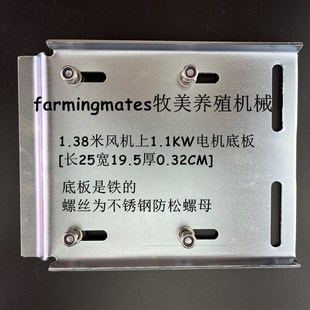 farmingmates牧美养殖机械
1.38米风机上1.1KW电机底板
[长25宽19.5厚0.32CM]
底板是铁的
螺丝为不锈钢防松螺母